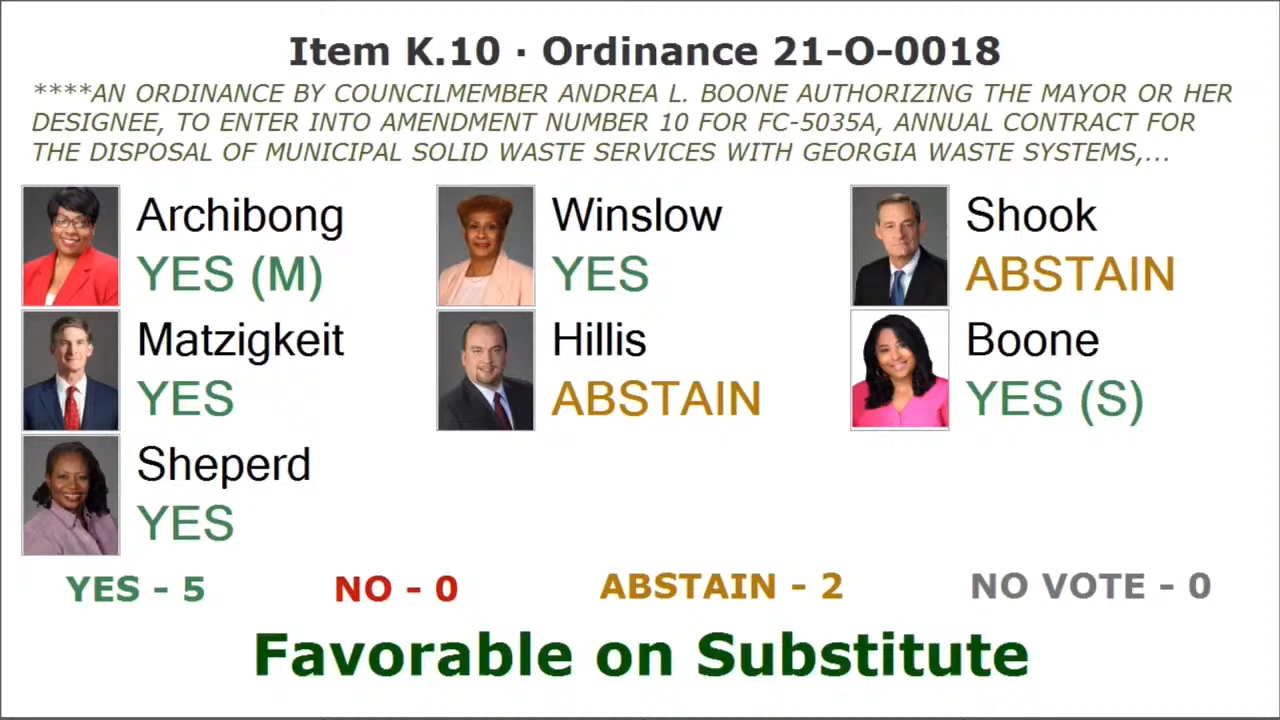 Item K.10 · Ordinance 21-O-0018
****AN ORDINANCE BY COUNCILMEMBER ANDREA L. BOONE AUTHORIZING THE MAYOR OR HER
DESIGNEE, TO ENTER INTO AMENDMENT NUMBER 10 FOR FC-5035A, ANNUAL CONTRACT FOR
THE DISPOSAL OF MUNICIPAL SOLID WASTE SERVICES WITH GEORGIA WASTE SYSTEMS,...
Archibong
YES (M)
Winslow
YES
Shook
ABSTAIN
Matzigkeit
YES
Hillis
ABSTAIN
Boone
YES (S)
Sheperd
YES
YES - 5
NO - 0
ABSTAIN - 2
NO VOTE - 0
Favorable on Substitute